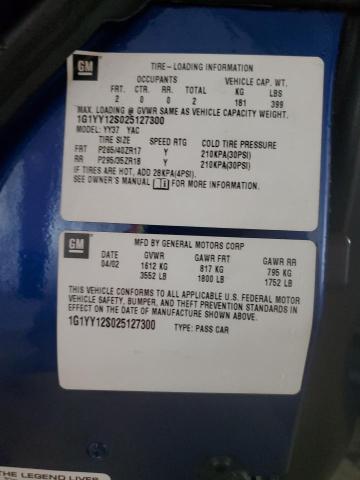 GM
TIRE-LOADING INFORMATION
OCCUPANTS VEHICLE CAP. WT.
FRT. CTR. RR. TOTAL KG LBS
2 0 0 2 181 399
MAX. LOADING @ GVWR SAME AS VEHICLE CAPACITY WEIGHT.
1G1YY12S025127300
MODEL: YY37 YAC
TIRE SIZE SPEED RTG COLD TIRE PRESSURE
FRT P265/40ZR17 Y 210KPA(30PSI)
RR P295/35ZR18 Y 210KPA(30PSI)
IF TIRES ARE HOT, ADD 28KPA(4PSI).
SEE OWNER'S MANUAL FOR MORE INFORMATION.
GM
MFD BY GENERAL MOTORS CORP
DATE GVWR GAWR FRT GAWR RR
04/02 1612 KG 817 KG 795 KG
3552 LB 1800 LB 1752 LB
THIS VEHICLE CONFORMS TO ALL APPLICABLE U.S. FEDERAL MOTOR
VEHICLE SAFETY, BUMPER, AND THEFT PREVENTION STANDARDS IN
EFFECT ON THE DATE OF MANUFACTURE SHOWN ABOVE.
1G1YY12S025127300 TYPE: PASS CAR
THE LEGEND LIVES